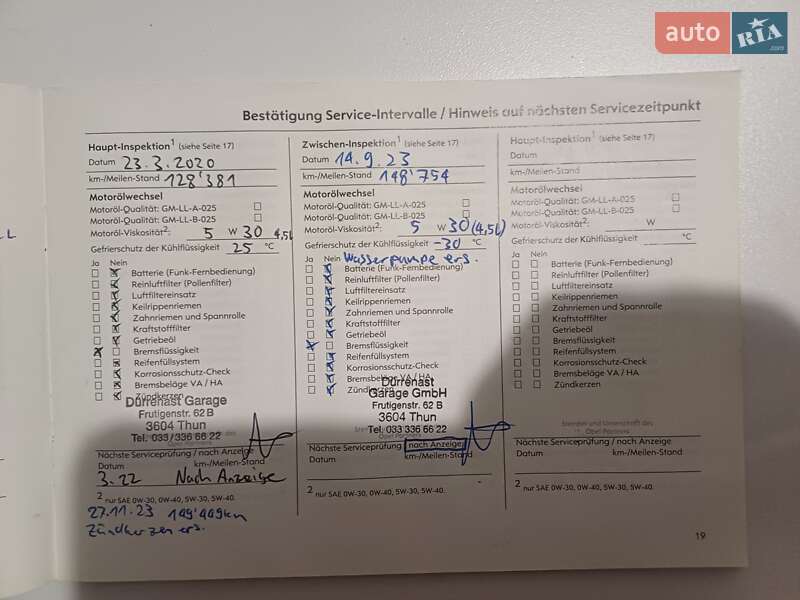 auto RIA.com
Bestätigung Service-Intervalle / Hinweis auf nächsten Servicezeitpunkt
Haupt-Inspektion1 (siehe Seite 17)
Datum 23.3.2020
km-/Meilen-Stand 128'381
Motorölwechsel
Motoröl-Qualität: GM-LL-A-025
Motoröl-Qualität: GM-LL-B-025
Motoröl-Viskosität2: 5 W 30 4,5L
Gefrierschutz der Kühlflüssigkeit 25 °C
Ja Nein
Batterie (Funk-Fernbedienung)
Reinluftfilter (Pollenfilter)
Luftfiltereinsatz
Keilrippenriemen
Zahnriemen und Spannrolle
Kraftstofffilter
Getriebeöl
Bremsflüssigkeit
Reifenfüllsystem
Korrosionsschutz-Check
Bremsbeläge VA / HA
Zündkerzen
Dürrenast Garage
Frutigenstr. 62 B
3604 Thun
Tel. 033/336 66 22
Nächste Serviceprüfung / nach Anzeige
Datum km-/Meilen-Stand
3.22 Nach Anzeige
2 nur SAE 0W-30, 0W-40, 5W-30, 5W-40.
27.11.23 149'449km
Zündkerzen ers.
Zwischen-Inspektion1 (siehe Seite 17)
Datum 14.9.23
km-/Meilen-Stand 148'754
Motorölwechsel
Motoröl-Qualität: GM-LL-A-025
Motoröl-Qualität: GM-LL-B-025
Motoröl-Viskosität2: 5 W 30 (4,5L)
Gefrierschutz der Kühlflüssigkeit -30 °C
Ja Nein Wasserpumpe ers.
Batterie (Funk-Fernbedienung)
Reinluftfilter (Pollenfilter)
Luftfiltereinsatz
Keilrippenriemen
Zahnriemen und Spannrolle
Kraftstofffilter
Getriebeöl
Bremsflüssigkeit
Reifenfüllsystem
Korrosionsschutz-Check
Bremsbeläge VA / HA
Zündkerzen
Dürrenast
Garage GmbH
Frutigenstr. 62 B
3604 Thun
Tel. 033 336 66 22
Nächste Serviceprüfung / nach Anzeige
Datum km-/Meilen-Stand
2 nur SAE 0W-30, 0W-40, 5W-30, 5W-40.
Haupt-Inspektion1 (siehe Seite 17)
Datum
km-/Meilen-Stand
Motorölwechsel
Motoröl-Qualität: GM-LL-A-025
Motoröl-Qualität: GM-LL-B-025
Motoröl-Viskosität2: W
Gefrierschutz der Kühlflüssigkeit °C
Ja Nein
Batterie (Funk-Fernbedienung)
Reinluftfilter (Pollenfilter)
Luftfiltereinsatz
Keilrippenriemen
Zahnriemen und Spannrolle
Kraftstofffilter
Getriebeöl
Bremsflüssigkeit
Reifenfüllsystem
Korrosionsschutz-Check
Bremsbeläge VA / HA
Zündkerzen
Stempel und Unterschrift des
Opel Partners
Nächste Serviceprüfung / nach Anzeige
Datum km-/Meilen-Stand
2 nur SAE 0W-30, 0W-40, 5W-30, 5W-40.
19